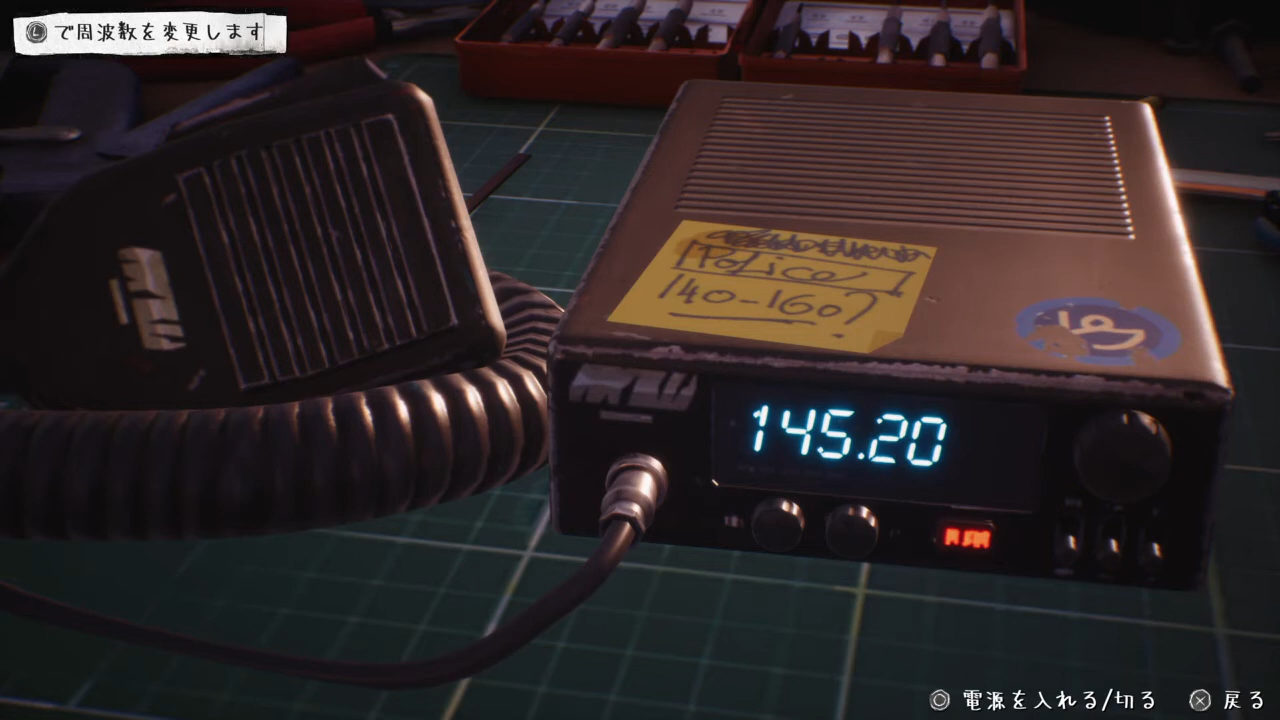 Lで周波数を変更します
[Police]
140-160?
145.20
電源を入れる/切る
戻る